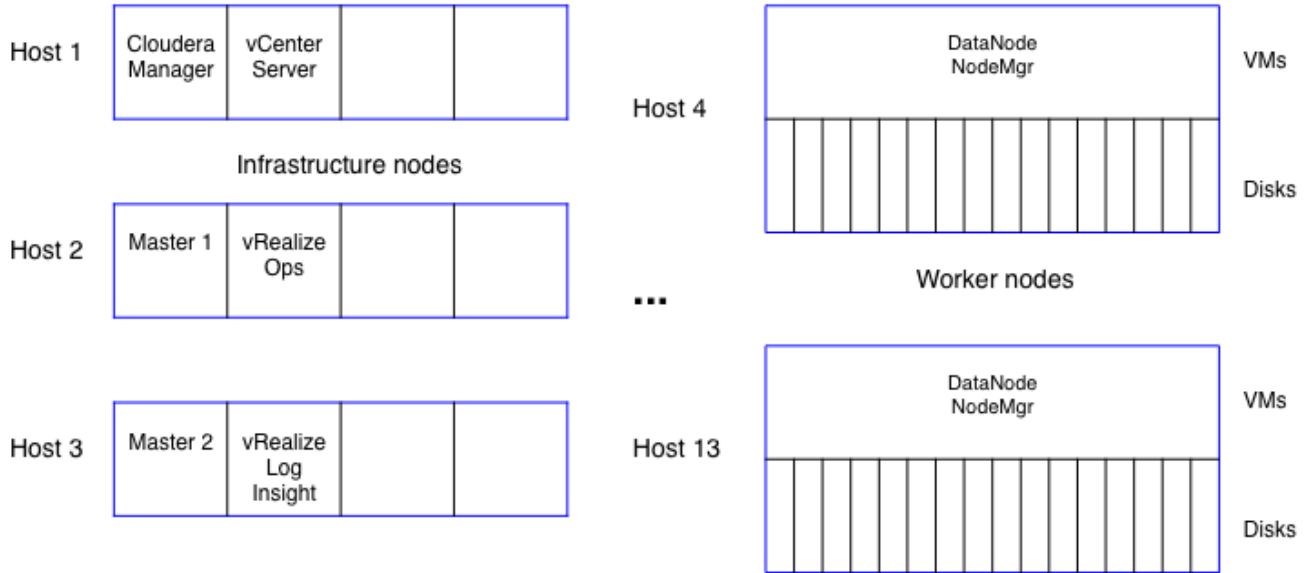 Host 1
Cloudera
Manager
vCenter
Server
Infrastructure nodes
Host 2
Master 1
vRealize
Ops
Host 3
Master 2
vRealize
Log
Insight
Host 4
DataNode
NodeMgr
VMs
Disks
Worker nodes
...
Host 13
DataNode
NodeMgr
VMs
Disks